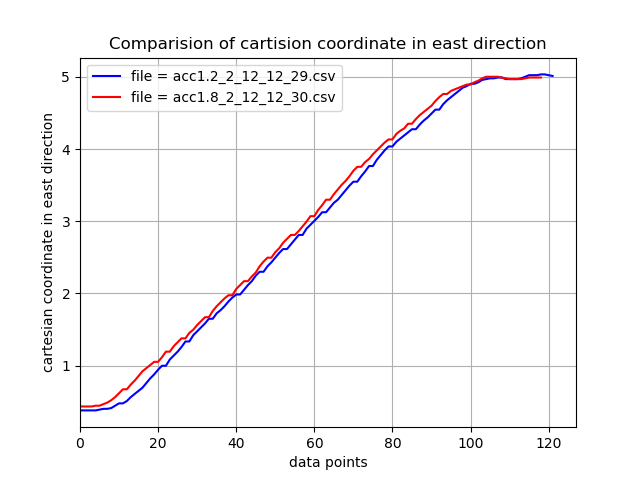 Comparision of cartision coordinate in east direction
file = acc1.2_2_12_12_29.csv
file = acc1.8_2_12_12_30.csv
cartesian coordinate in east direction
5
4
3
2
1
0 20 40 60 80 100 120
data points